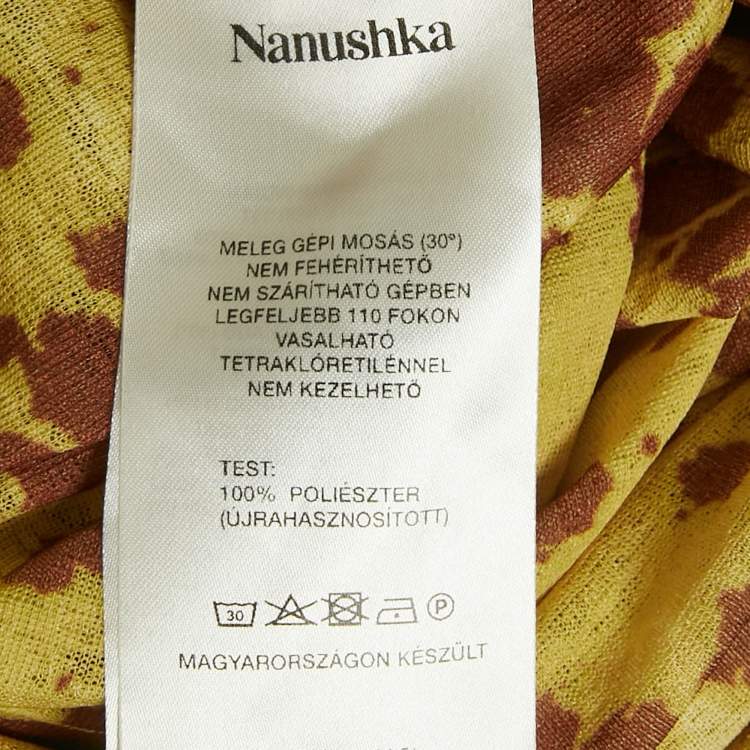 Nanushka
MELEG GÉPI MOSÁS (30°)
NEM FEHÉRÍTHETŐ
NEM SZÁRÍTHATÓ GÉPBEN
LEGFELJEBB 110 FOKON
VASALHATÓ
TETRAKLÓRETILÉNNEL
NEM KEZELHETŐ
TEST:
100% POLIÉSZTER
(ÚJRAHASZNOSÍTOTT)
30 P
MAGYARORSZÁGON KÉSZÜLT